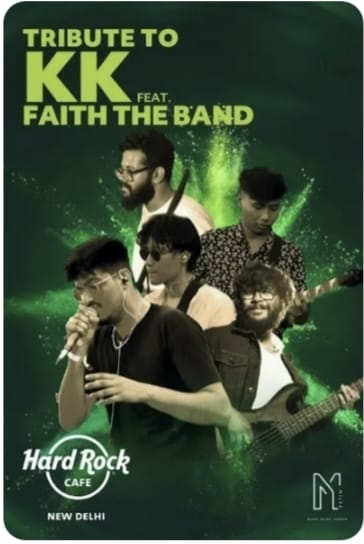 TRIBUTE TO
KK FEAT.
FAITH THE BAND
Hard Rock
CAFE
NEW DELHI